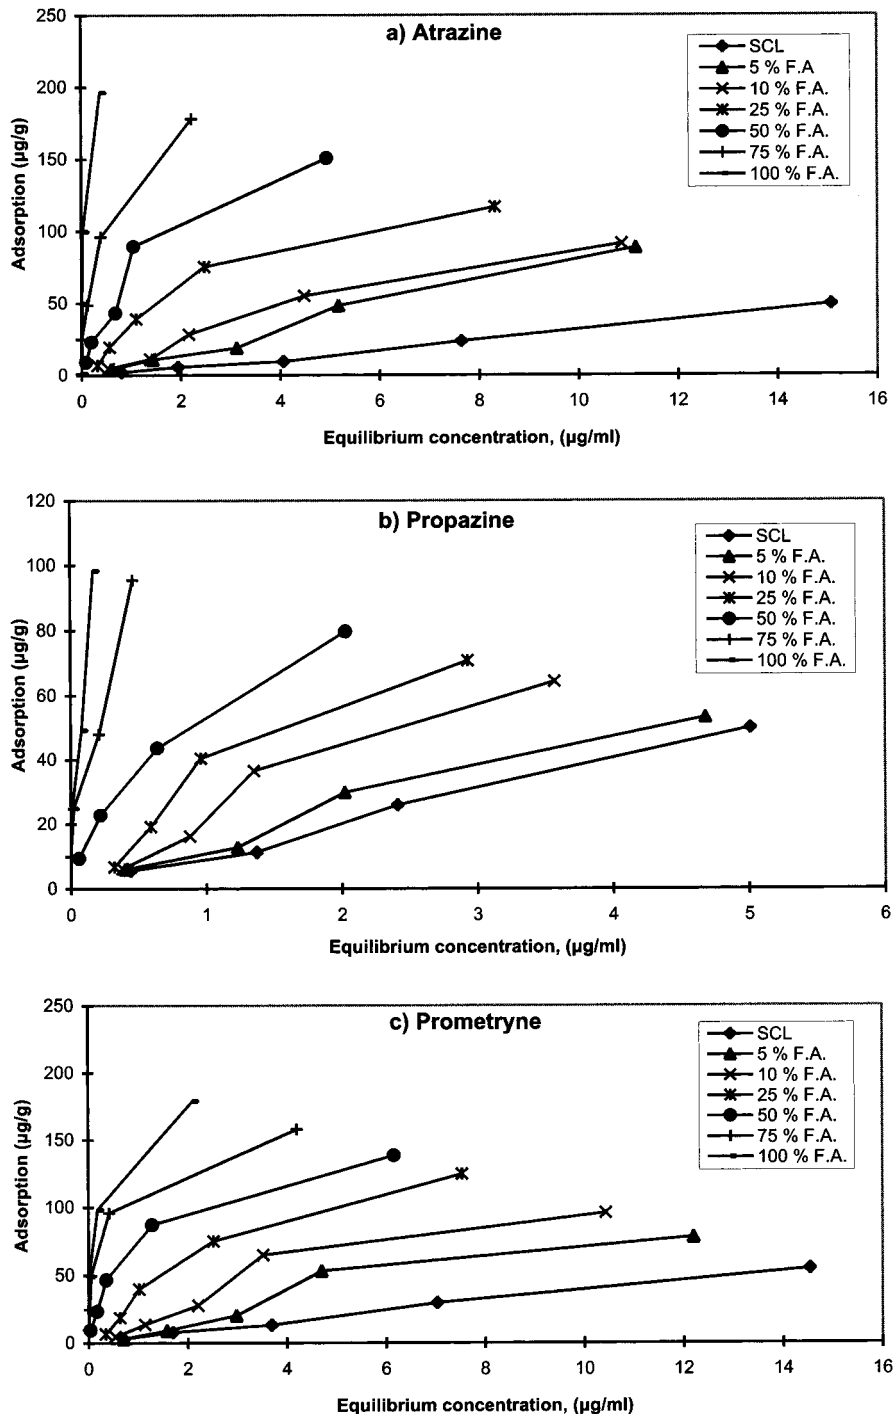 a) Atrazine
250
200
150
100
50
0
Adsorption (µg/g)
SCL
5 % F.A
10 % F.A.
25 % F.A.
50 % F.A.
75 % F.A.
100 % F.A.
0 2 4 6 8 10 12 14 16
Equilibrium concentration, (µg/ml)
b) Propazine
120
100
80
60
40
20
0
Adsorption (µg/g)
SCL
5 % F.A.
10 % F.A.
25 % F.A.
50 % F.A.
75 % F.A.
100 % F.A.
0 1 2 3 4 5 6
Equilibrium concentration, (µg/ml)
c) Prometryne
250
200
150
100
50
0
Adsorption (µg/g)
SCL
5 % F.A.
10 % F.A.
25 % F.A.
50 % F.A.
75 % F.A.
100 % F.A.
0 2 4 6 8 10 12 14 16
Equilibrium concentration, (µg/ml)